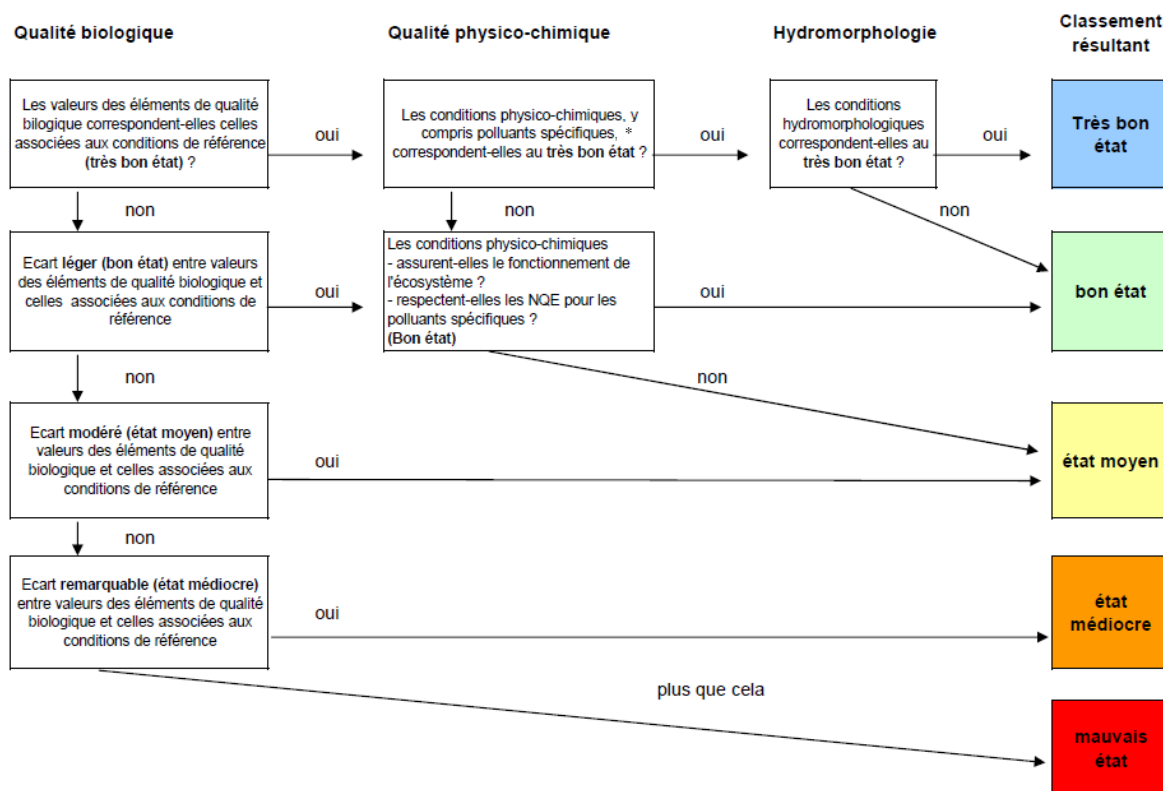 Qualité biologique
Qualité physico-chimique
Hydromorphologie
Classement
résultant
Les valeurs des éléments de qualité
bilogique correspondent-elles celles
associées aux conditions de référence
(très bon état) ?
oui
Les conditions physico-chimiques, y
compris polluants spécifiques, *
correspondent-elles au très bon état ?
oui
Les conditions
hydromorphologiques
correspondent-elles au
très bon état ?
oui
Très bon
état
non
non
non
Ecart léger (bon état) entre valeurs
des éléments de qualité biologique et
celles associées aux conditions de
référence
oui
Les conditions physico-chimiques
- assurent-elles le fonctionnement de
l'écosystème ?
- respectent-elles les NQE pour les
polluants spécifiques ?
(Bon état)
oui
bon état
non
non
Ecart modéré (état moyen) entre
valeurs des éléments de qualité
biologique et celles associées aux
conditions de référence
oui
état moyen
non
Ecart remarquable (état médiocre)
entre valeurs des éléments de qualité
biologique et celles associées aux
conditions de référence
oui
état
médiocre
plus que cela
mauvais
état